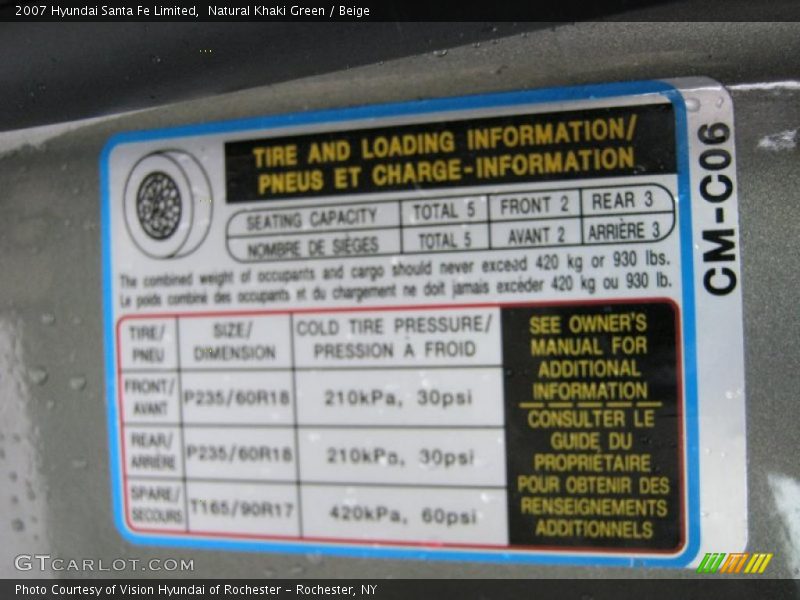 2007 Hyundai Santa Fe Limited,  Natural Khaki Green / Beige
TIRE AND LOADING INFORMATION/
PNEUS ET CHARGE-INFORMATION
SEATING CAPACITY TOTAL 5 FRONT 2 REAR 3
NOMBRE DE SIÈGES TOTAL 5 AVANT 2 ARRIÈRE 3
The combined weight of occupants and cargo should never exceed 420 kg or 930 lbs.
Le poids combiné des occupants et du chargement ne doit jamais excéder 420 kg ou 930 lb.
TIRE/
PNEU
SIZE/
DIMENSION
COLD TIRE PRESSURE/
PRESSION À FROID
FRONT/
AVANT
P235/60R18
210kPa, 30psi
REAR/
ARRIÈRE
P235/60R18
210kPa, 30psi
SPARE/
SECOURS
T165/90R17
420kPa, 60psi
SEE OWNER'S
MANUAL FOR
ADDITIONAL
INFORMATION
CONSULTER LE
GUIDE DU
PROPRIÉTAIRE
POUR OBTENIR DES
RENSEIGNEMENTS
ADDITIONNELS
CM-C06
GTCARLOT.COM
Photo Courtesy of Vision Hyundai of Rochester - Rochester, NY